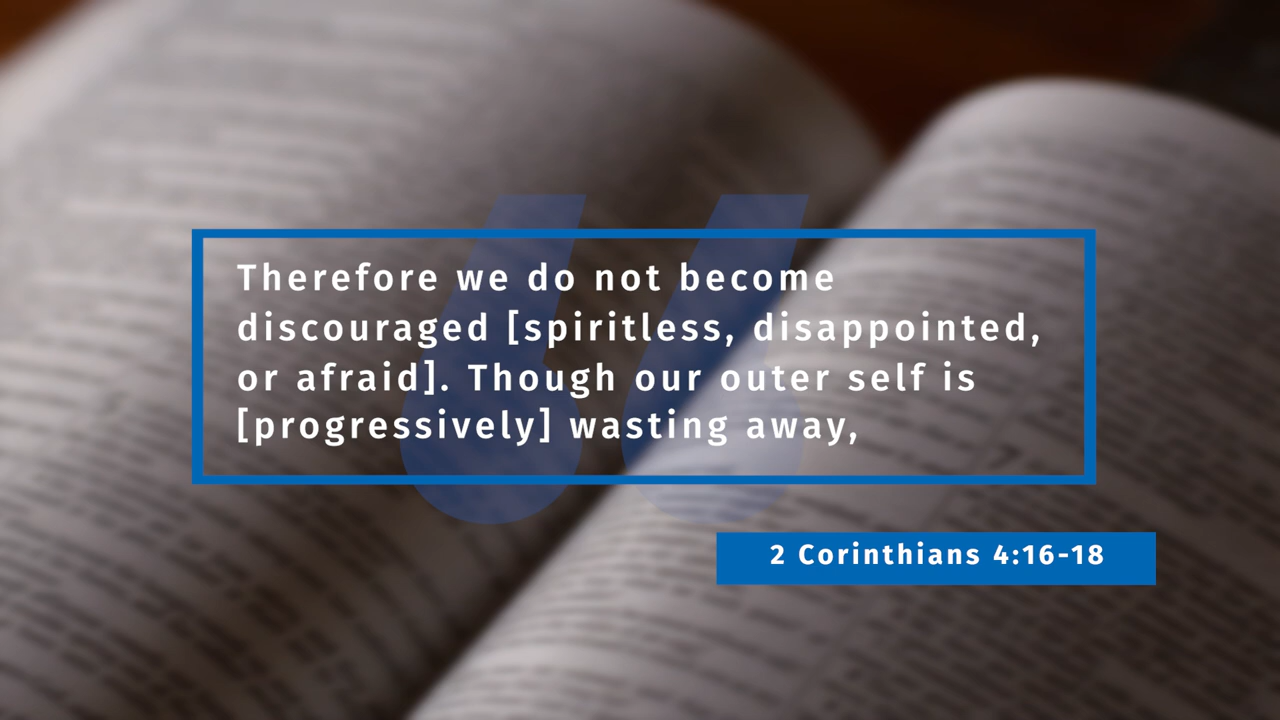 Therefore we do not become
discouraged [spiritless, disappointed,
or afraid]. Though our outer self is
[progressively] wasting away,
2 Corinthians 4:16-18